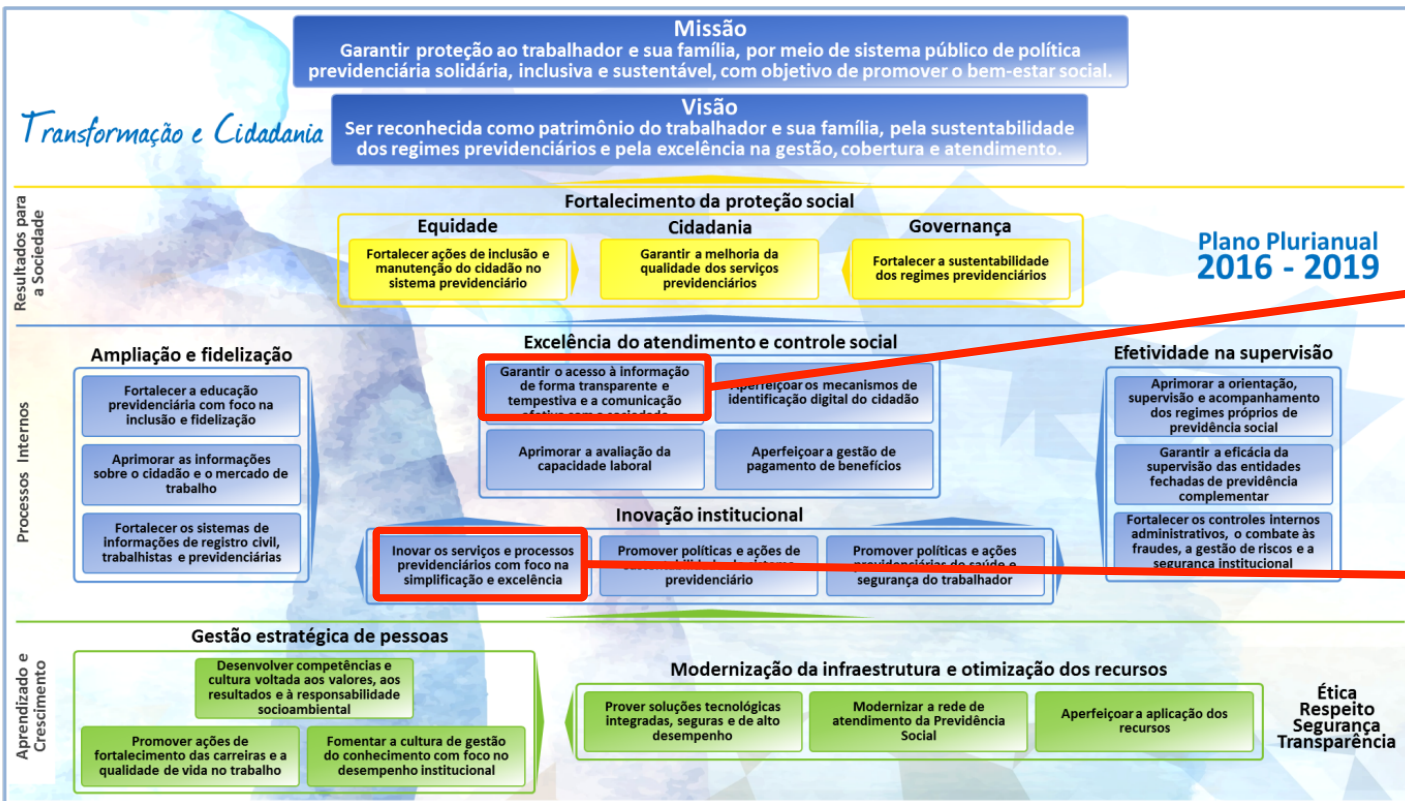 Missão
Garantir proteção ao trabalhador e sua família, por meio de sistema público de política
previdenciária solidária, inclusiva e sustentável, com objetivo de promover o bem-estar social.
Transformação e Cidadania
Visão
Ser reconhecida como patrimônio do trabalhador e sua família, pela sustentabilidade
dos regimes previdenciários e pela excelência na gestão, cobertura e atendimento.
Resultados para
a Sociedade
Fortalecimento da proteção social
Equidade
Fortalecer ações de inclusão e
manutenção do cidadão no
sistema previdenciário
Cidadania
Garantir a melhoria da
qualidade dos serviços
previdenciários
Governança
Fortalecer a sustentabilidade
dos regimes previdenciários
Plano Plurianual
2016 - 2019
Processos Internos
Ampliação e fidelização
Fortalecer a educação
previdenciária com foco na
inclusão e fidelização
Aprimorar as informações
sobre o cidadão e o mercado de
trabalho
Fortalecer os sistemas de
informações de registro civil,
trabalhistas e previdenciárias
Excelência do atendimento e controle social
Garantir o acesso à informação
de forma transparente e
tempestiva e a comunicação
efetiva com a sociedade
Aperfeiçoar os mecanismos de
identificação digital do cidadão
Aprimorar a avaliação da
capacidade laboral
Aperfeiçoar a gestão de
pagamento de benefícios
Inovação institucional
Inovar os serviços e processos
previdenciários com foco na
simplificação e excelência
Promover políticas e ações de
sustentabilidade do sistema
previdenciário
Promover políticas e ações
previdenciárias de saúde e
segurança do trabalhador
Efetividade na supervisão
Aprimorar a orientação,
supervisão e acompanhamento
dos regimes próprios de
previdência social
Garantir a eficácia da
supervisão das entidades
fechadas de previdência
complementar
Fortalecer os controles internos
administrativos, o combate às
fraudes, a gestão de riscos e a
segurança institucional
Aprendizado e
Crescimento
Gestão estratégica de pessoas
Desenvolver competências e
cultura voltada aos valores, aos
resultados e à responsabilidade
socioambiental
Promover ações de
fortalecimento das carreiras e a
qualidade de vida no trabalho
Fomentar a cultura de gestão
do conhecimento com foco no
desempenho institucional
Modernização da infraestrutura e otimização dos recursos
Prover soluções tecnológicas
integradas, seguras e de alto
desempenho
Modernizar a rede de
atendimento da Previdência
Social
Aperfeiçoar a aplicação dos
recursos
Ética
Respeito
Segurança
Transparência